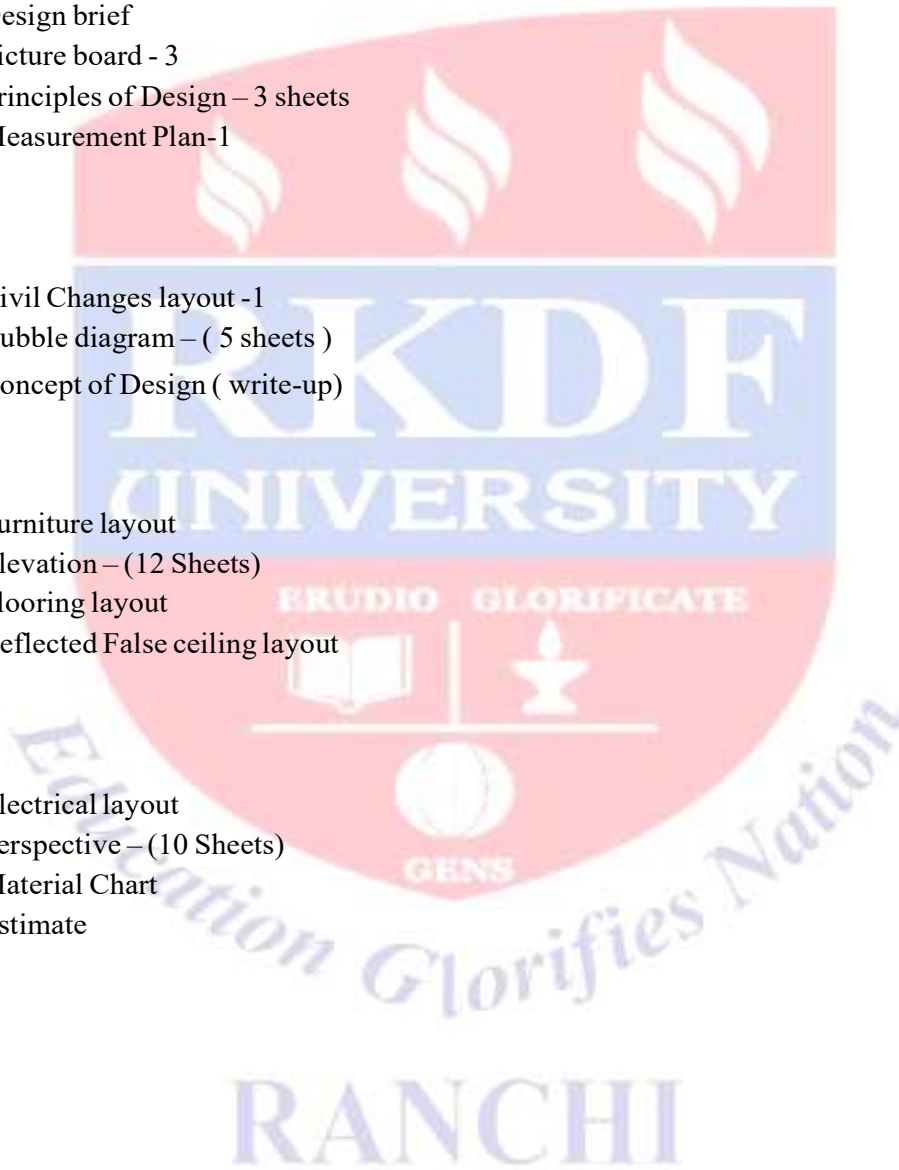 esign brief
icture board - 3
rinciples of Design – 3 sheets
easurement Plan-1
ivil Changes layout -1
ubble diagram – ( 5 sheets )
oncept of Design ( write-up)
RKDF
UNIVERSITY
urniture layout
levation – (12 Sheets)
looring layout
ERUDIO GLORIFICATE
eflected False ceiling layout
lectrical layout
erspective – (10 Sheets)
aterial Chart
GENS
stimate
Education Glorifies Nation
RANCHI